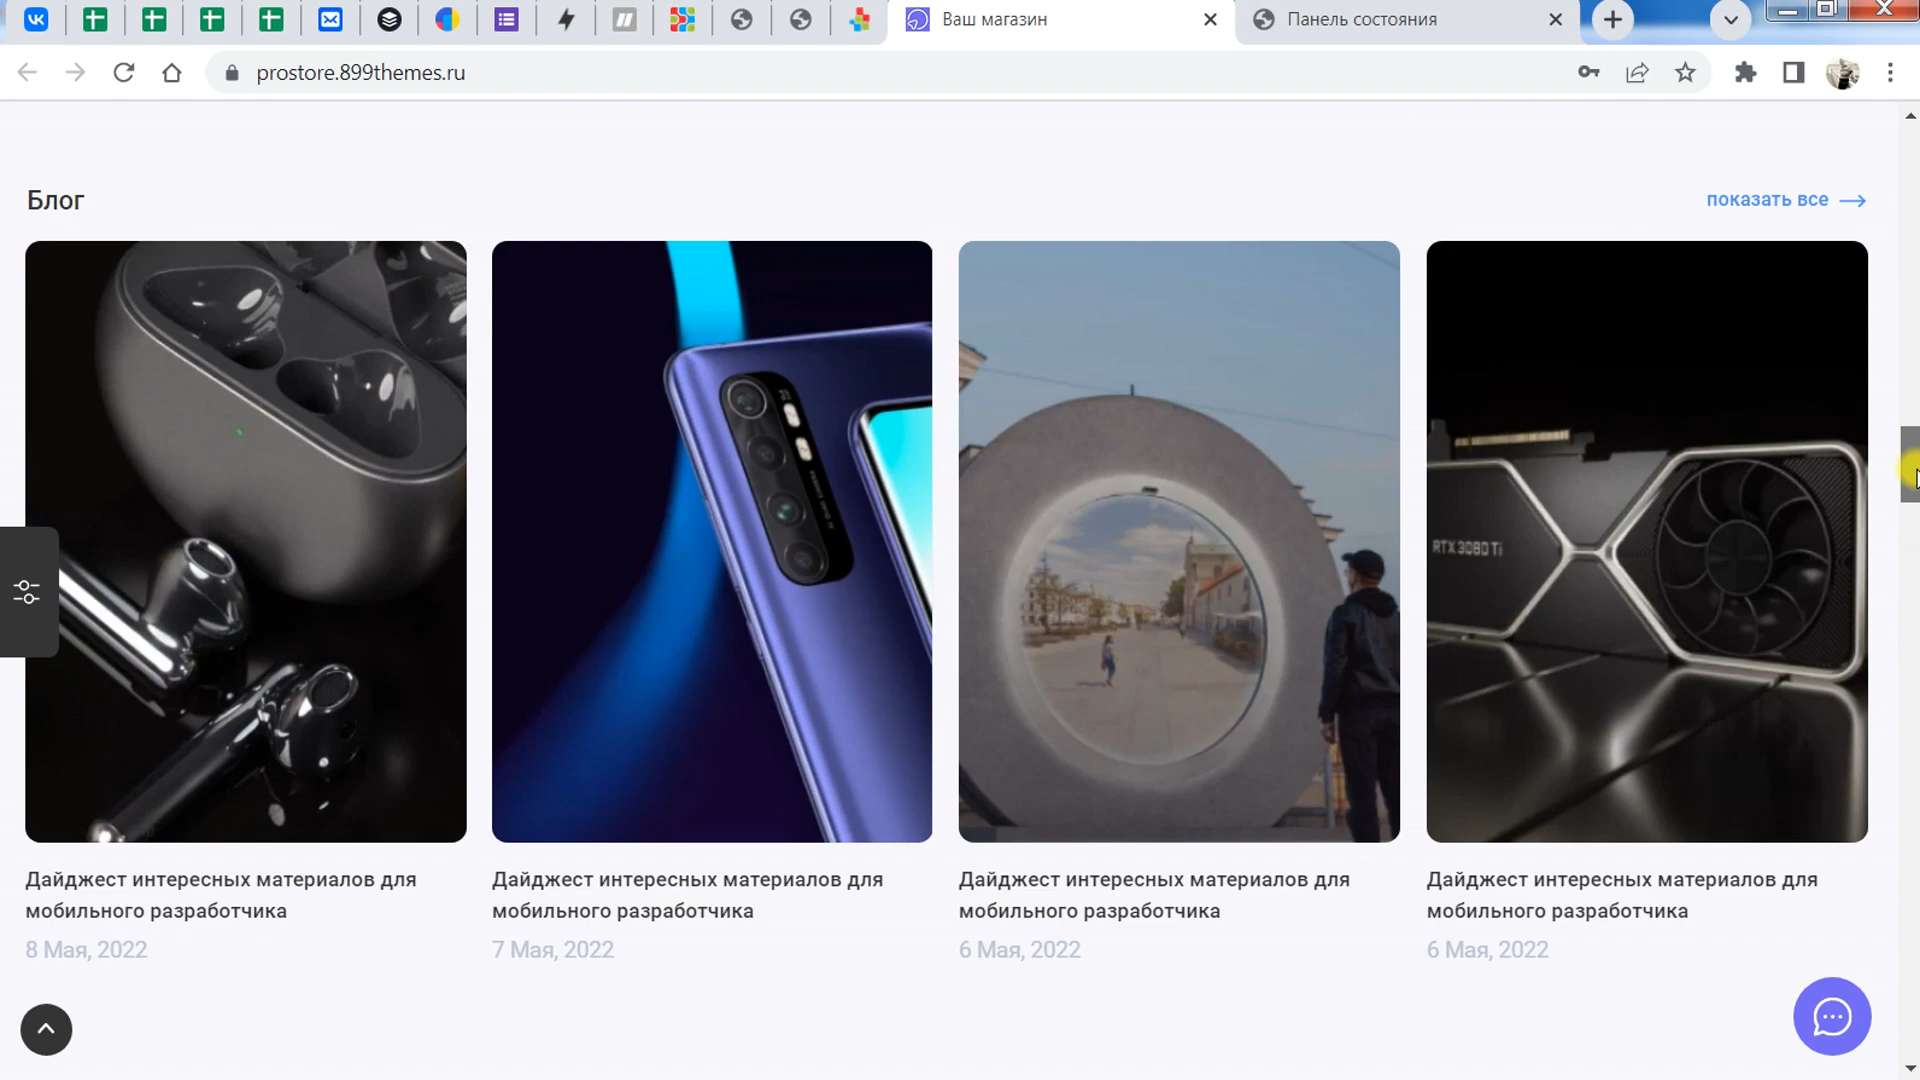 Ваш магазин
Панель состояния
prostore.899themes.ru
Блог
показать все
RTX 3080 Ti
Дайджест интересных материалов для
мобильного разработчика
8 Мая, 2022
Дайджест интересных материалов для
мобильного разработчика
7 Мая, 2022
Дайджест интересных материалов для
мобильного разработчика
6 Мая, 2022
Дайджест интересных материалов для
мобильного разработчика
6 Мая, 2022